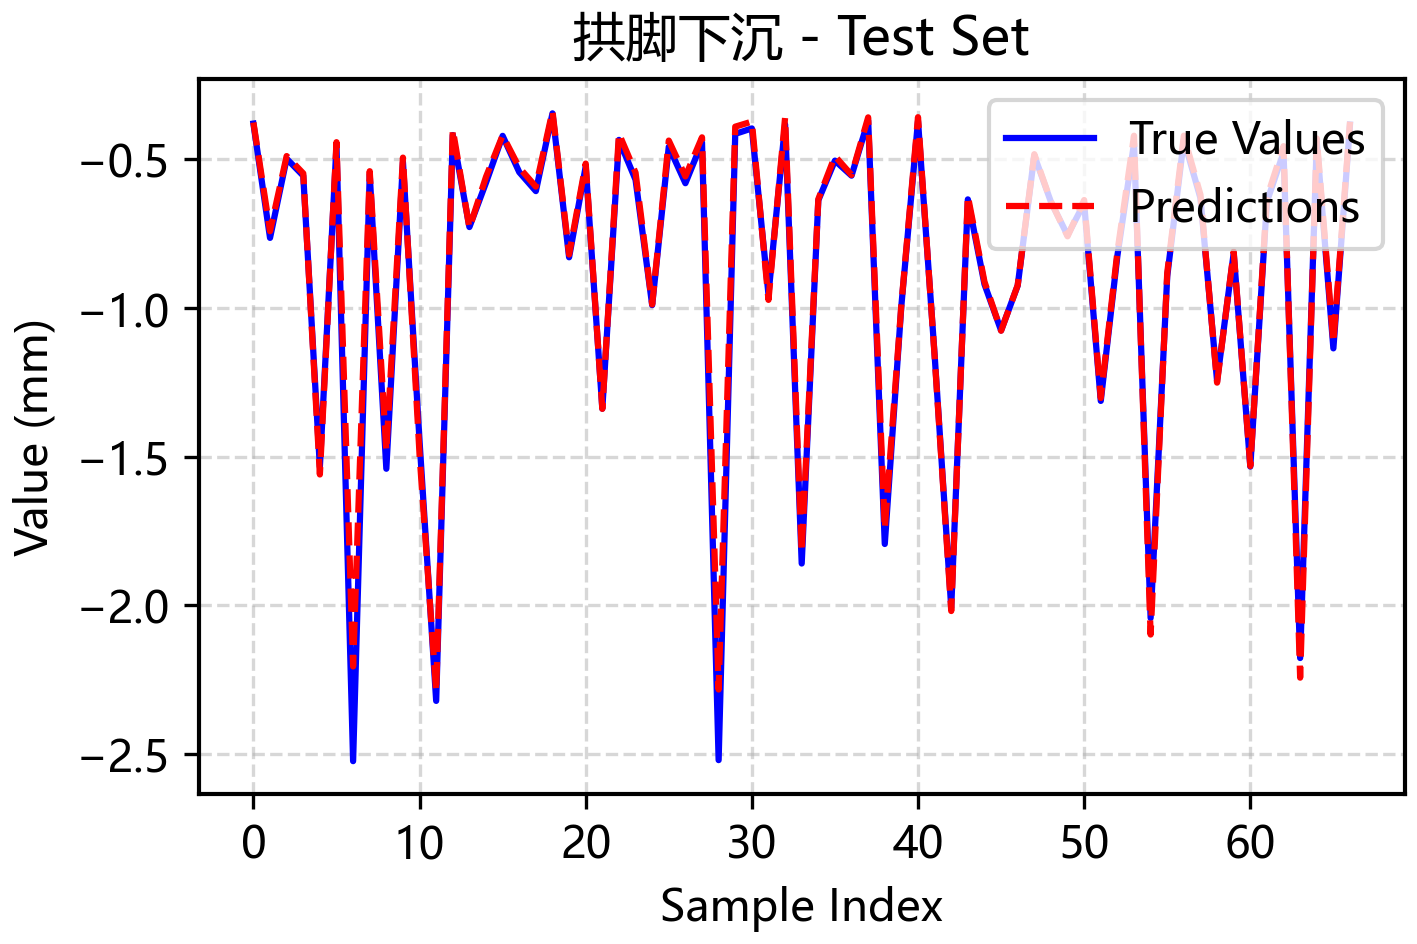 拱脚下沉 - Test Set
True Values
Predictions
Value (mm)
−0.5
−1.0
−1.5
−2.0
−2.5
0 10 20 30 40 50 60
Sample Index